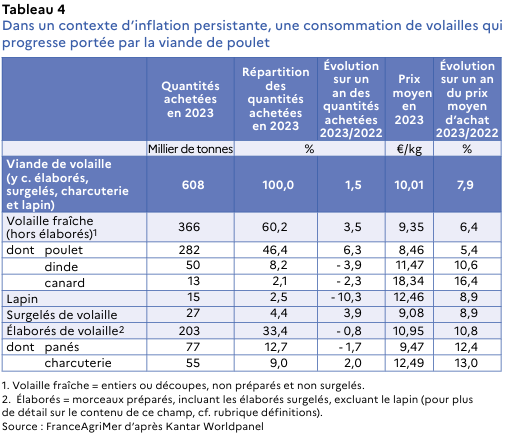 Tableau 4
Dans un contexte d’inflation persistante, une consommation de volailles qui
progresse portée par la viande de poulet
Quantités achetées en 2023 | Répartition des quantités achetées en 2023 | Évolution sur un an des quantités achetées 2023/2022 | Prix moyen en 2023 | Évolution sur un an du prix moyen d’achat 2023/2022
Millier de tonnes | % | €/kg | %
Viande de volaille (y c. élaborés, surgelés, charcuterie et lapin) | 608 | 100,0 | 1,5 | 10,01 | 7,9
Volaille fraîche (hors élaborés)1 | 366 | 60,2 | 3,5 | 9,35 | 6,4
dont poulet | 282 | 46,4 | 6,3 | 8,46 | 5,4
dinde | 50 | 8,2 | - 3,9 | 11,47 | 10,6
canard | 13 | 2,1 | - 2,3 | 18,34 | 16,4
Lapin | 15 | 2,5 | - 10,3 | 12,46 | 8,9
Surgelés de volaille | 27 | 4,4 | 3,9 | 9,08 | 8,9
Élaborés de volaille2 | 203 | 33,4 | - 0,8 | 10,95 | 10,8
dont panés | 77 | 12,7 | - 1,7 | 9,47 | 12,4
charcuterie | 55 | 9,0 | 2,0 | 12,49 | 13,0
1. Volaille fraîche = entiers ou découpes, non préparés et non surgelés.
2. Élaborés = morceaux préparés, incluant les élaborés surgelés, excluant le lapin (pour plus
de détail sur le contenu de ce champ, cf. rubrique définitions).
Source : FranceAgriMer d’après Kantar Worldpanel